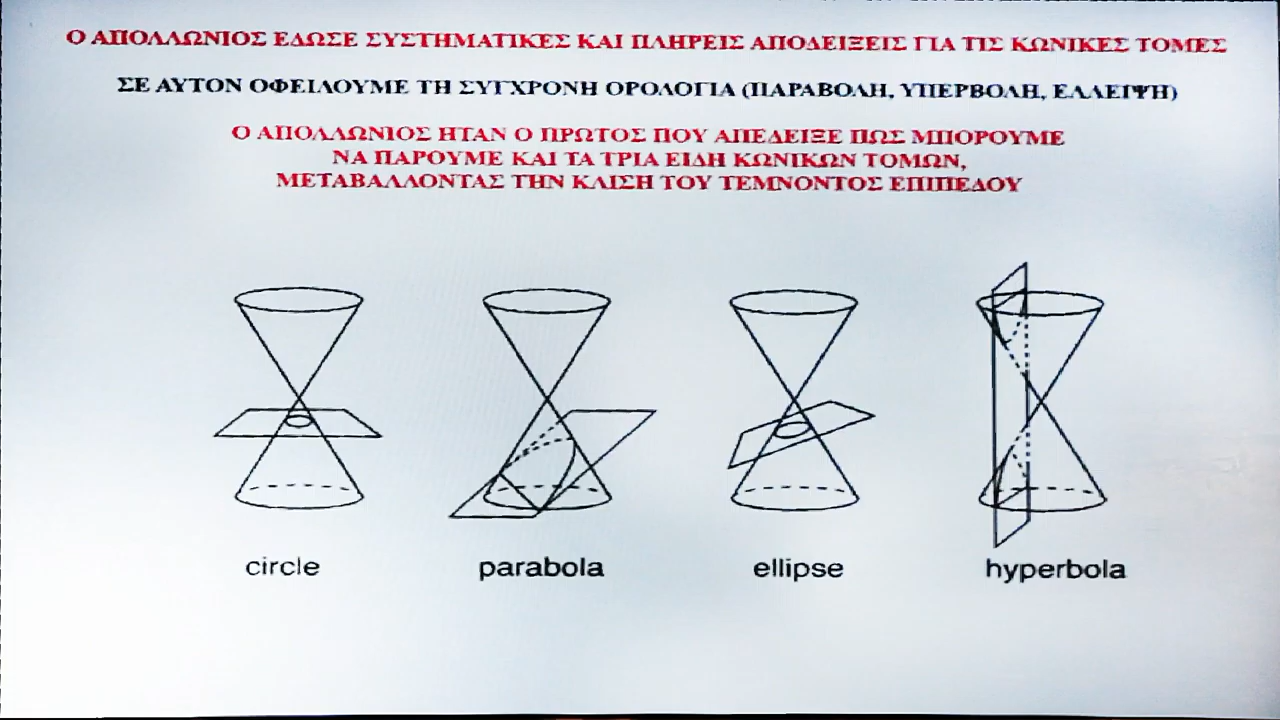 Ο ΑΠΟΛΛΩΝΙΟΣ ΕΔΩΣΕ ΣΥΣΤΗΜΑΤΙΚΕΣ ΚΑΙ ΠΛΗΡΕΙΣ ΑΠΟΔΕΙΞΕΙΣ ΓΙΑ ΤΙΣ ΚΩΝΙΚΕΣ ΤΟΜΕΣ
ΣΕ ΑΥΤΟΝ ΟΦΕΙΛΟΥΜΕ ΤΗ ΣΥΓΧΡΟΝΗ ΟΡΟΛΟΓΙΑ (ΠΑΡΑΒΟΛΗ, ΥΠΕΡΒΟΛΗ, ΕΛΛΕΙΨΗ)
Ο ΑΠΟΛΛΩΝΙΟΣ ΗΤΑΝ Ο ΠΡΩΤΟΣ ΠΟΥ ΑΠΕΔΕΙΞΕ ΠΩΣ ΜΠΟΡΟΥΜΕ
ΝΑ ΠΑΡΟΥΜΕ ΚΑΙ ΤΑ ΤΡΙΑ ΕΙΔΗ ΚΩΝΙΚΩΝ ΤΟΜΩΝ,
ΜΕΤΑΒΑΛΛΟΝΤΑΣ ΤΗΝ ΚΛΙΣΗ ΤΟΥ ΤΕΜΝΟΝΤΟΣ ΕΠΙΠΕΔΟΥ
circle parabola ellipse hyperbola